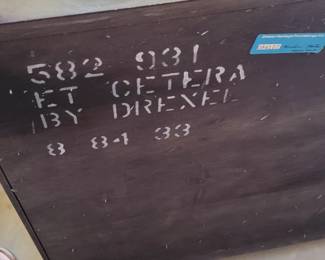 582 931
ET CETERA
BY DREXEL
8 84 33